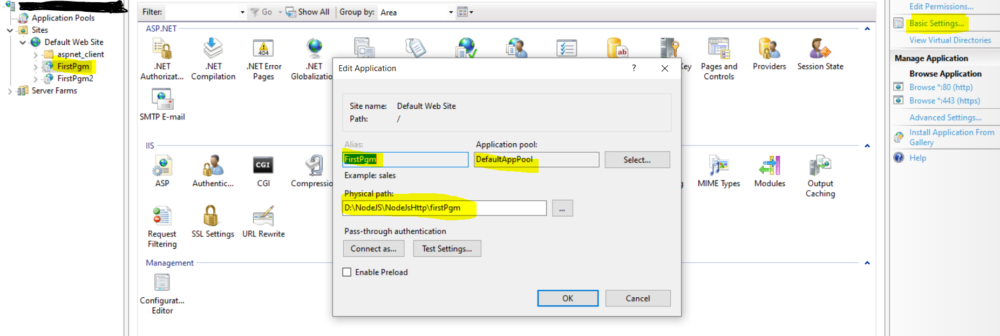 Application Pools
Sites
Default Web Site
aspnet_client
FirstPgm
FirstPgm2
Server Farms
Filter:
Go
Show All
Group by:
Area
ASP.NET
.NET Authorizat...
.NET Compilation
.NET Error Pages
.NET Globalizatio
Key
Pages and Controls
Providers
Session State
SMTP E-mail
IIS
ASP
Authentic...
CGI
Compressio
MIME Types
Modules
Output Caching
Request Filtering
SSL Settings
URL Rewrite
Management
Configurat... Editor
404
ab
CGI
Edit Application
?
Site name:
Default Web Site
Path:
/
Alias:
Application pool:
FirstPgm
DefaultAppPool
Select...
Example: sales
Physical path:
D:\NodeJS\NodeJsHttp\firstPgm
...
Pass-through authentication
Connect as...
Test Settings...
Enable Preload
OK
Cancel
Edit Permissions...
Basic Settings...
View Virtual Directories
Manage Application
Browse Application
Browse *:80 (http)
Browse *:443 (https)
Advanced Settings...
Install Application From
Gallery
Help